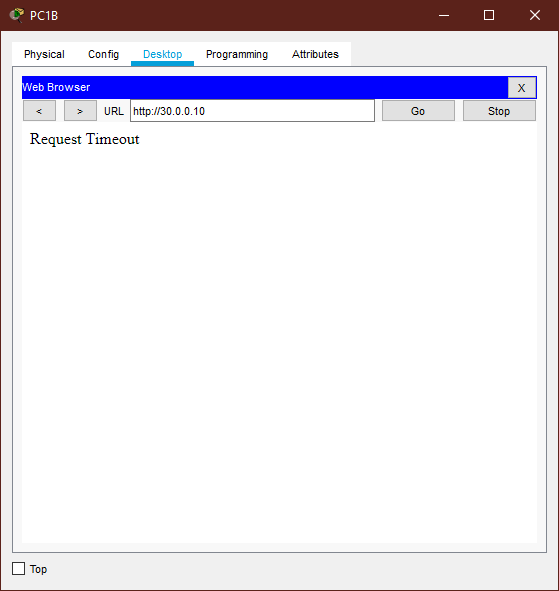 PC1B
Physical Config Desktop Programming Attributes
Web Browser X
< > URL http://30.0.0.10 Go Stop
Request Timeout
Top